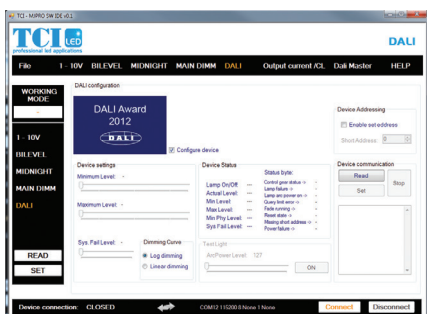 TCI - MIPRO SW IDE v0.1
TCI LED
professional led applications
DALI
File 1 - 10V BILEVEL MIDNIGHT MAIN DIMM DALI Output current /CL Dali Master HELP
WORKING
MODE
-
1 - 10V
BILEVEL
MIDNIGHT
MAIN DIMM
DALI
READ
SET
DALI configuration
DALI Award
2012
DALI
Configure device
Device Addressing
Enable set address
Short Address: 0
Device settings
Minimum Level: -
Maximum Level: -
Sys. Fail Level: -
Dimming Curve
Log dimming
Linear dimming
Device Status
Lamp On/Off: ---
Actual Level: ---
Min Level: ---
Max Level: ---
Min Phy Level: ---
Sys Fail Level: ---
Status byte:
Control gear status -> -
Lamp failure -> -
Lamp arc power on -> -
Query limit error -> -
Fade running -> -
Reset state -> -
Missing short address -> -
Power failure -> -
Test Light
ArcPower Level: 127
ON
Device communication
Read
Set
Stop
Device connection: CLOSED COM12 115200 8 None 1 None Connect Disconnect